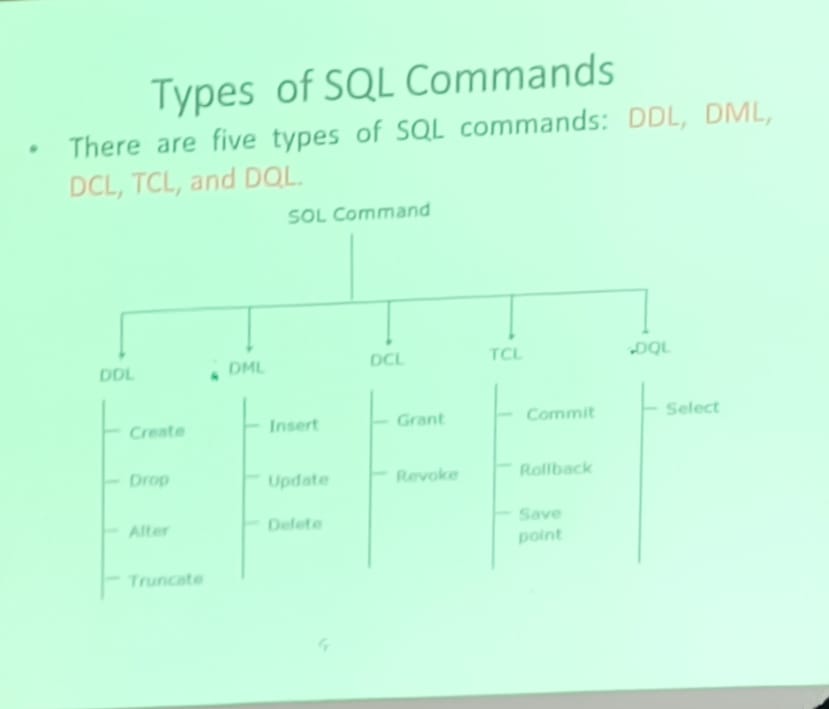 Types of SQL Commands
• There are five types of SQL commands: DDL, DML,
DCL, TCL, and DQL.
SQL Command
DDL
DML
DCL
TCL
DQL
Create
Drop
Alter
Truncate
Insert
Update
Delete
Grant
Revoke
Commit
Rollback
Save
point
Select